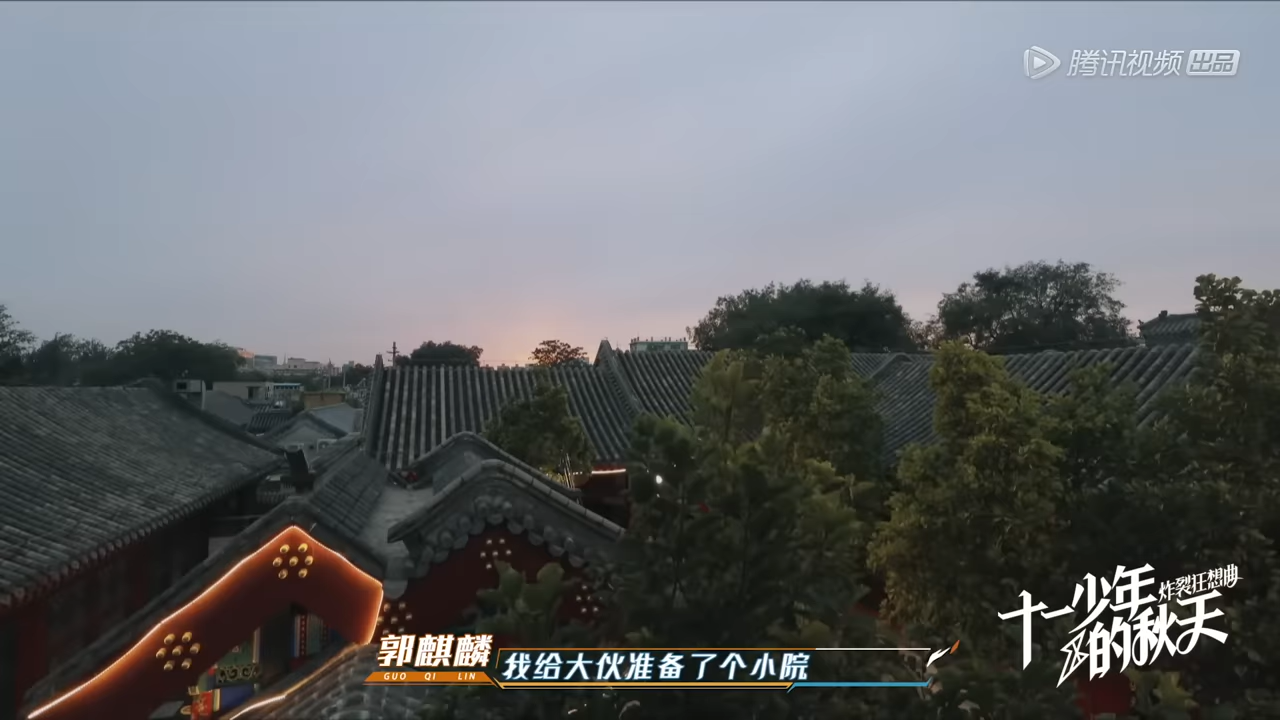 腾讯视频 出品
炸裂狂想曲
十一少年
的秋天
郭麒麟
GUO QI LIN
我给大伙准备了个小院